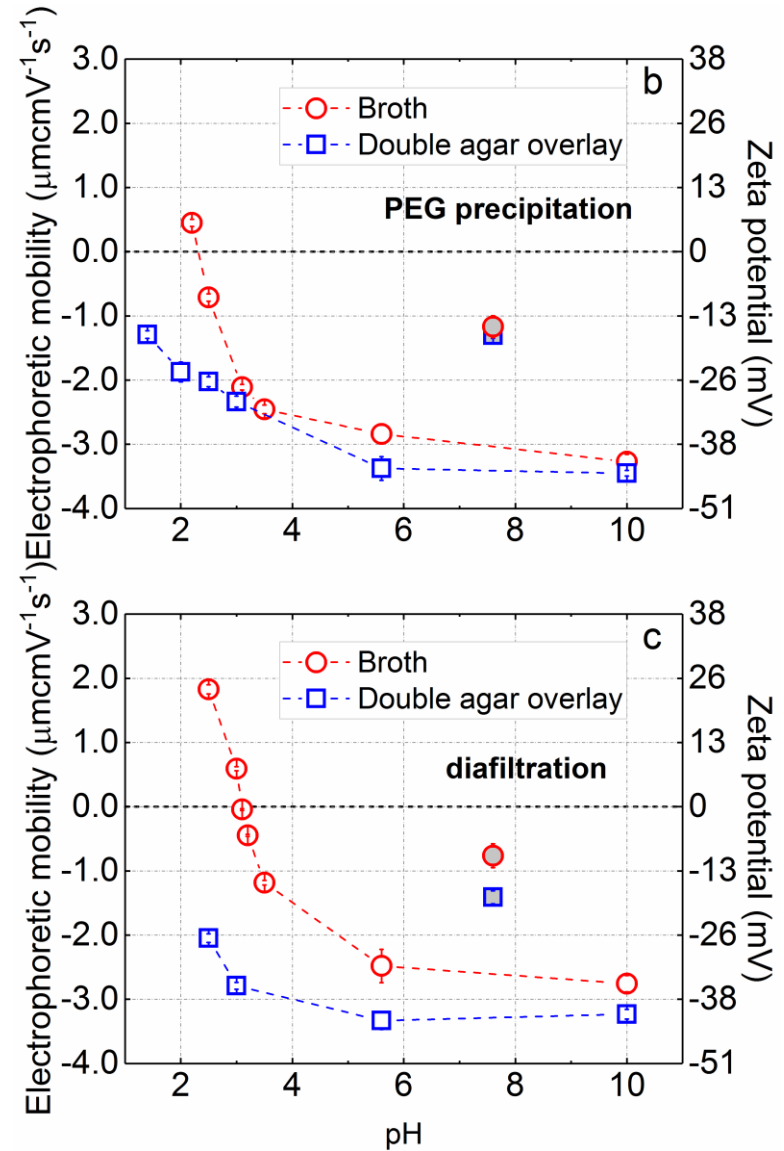 b
Broth
Double agar overlay
PEG precipitation
3.0
2.0
1.0
0.0
-1.0
-2.0
-3.0
-4.0
Electrophoretic mobility (µmcmV⁻¹s⁻¹)
38
26
13
0
-13
-26
-38
-51
Zeta potential (mV)
2 4 6 8 10
c
Broth
Double agar overlay
diafiltration
3.0
2.0
1.0
0.0
-1.0
-2.0
-3.0
-4.0
Electrophoretic mobility (µmcmV⁻¹s⁻¹)
38
26
13
0
-13
-26
-38
-51
Zeta potential (mV)
2 4 6 8 10
pH